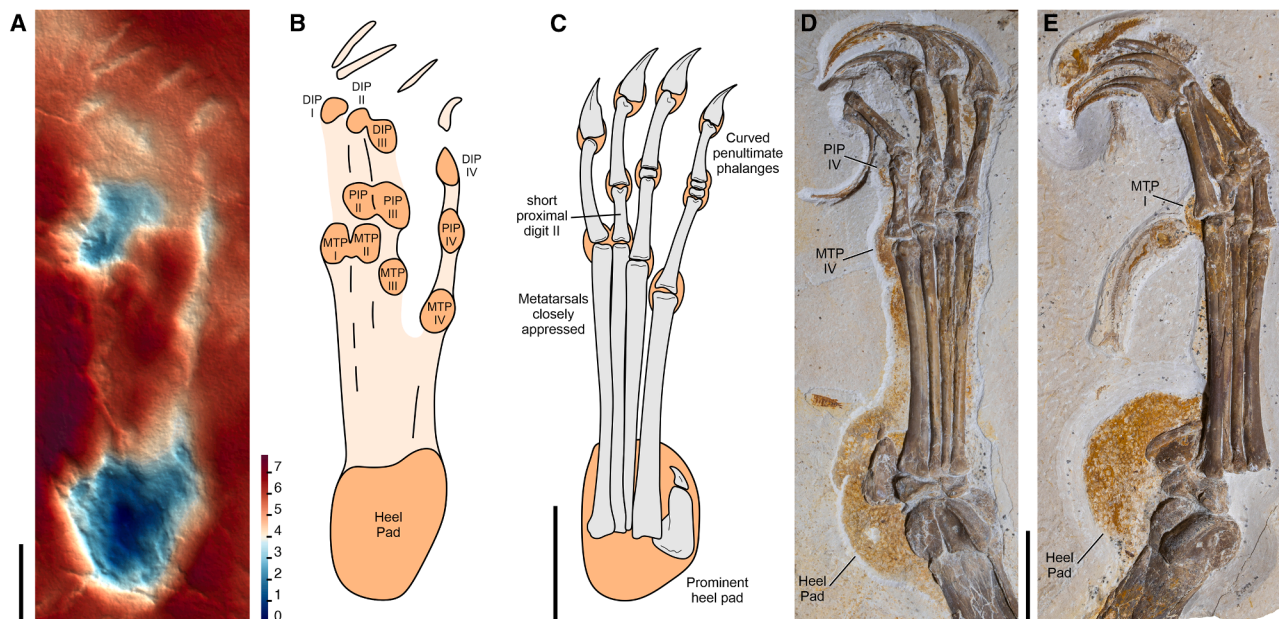 A
7
6
5
4
3
2
1
0
B
DIP
I
DIP
II
DIP
III
DIP
IV
PIP
II
PIP
III
PIP
IV
MTP
I
MTP
II
MTP
III
MTP
IV
Heel
Pad
C
Curved
penultimate
phalanges
short
proximal
digit II
Metatarsals
closely
appressed
Prominent
heel pad
D
PIP
IV
MTP
IV
Heel
Pad
E
MTP
I
Heel
Pad